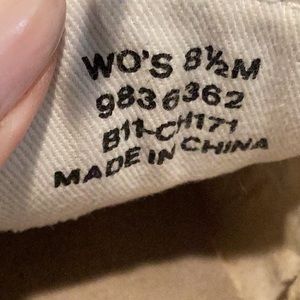 WO'S 8½M
9836362
B11-CH171
MADE IN CHINA